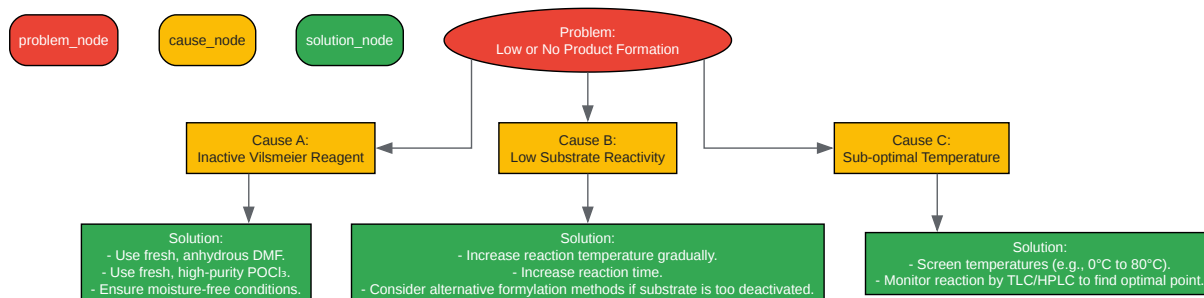 problem_node
cause_node
solution_node
Problem:
Low or No Product Formation
Cause A:
Inactive Vilsmeier Reagent
Cause B:
Low Substrate Reactivity
Cause C:
Sub-optimal Temperature
Solution:
- Use fresh, anhydrous DMF.
- Use fresh, high-purity POCl₃.
- Ensure moisture-free conditions.
Solution:
- Increase reaction temperature gradually.
- Increase reaction time.
- Consider alternative formylation methods if substrate is too deactivated.
Solution:
- Screen temperatures (e.g., 0°C to 80°C).
- Monitor reaction by TLC/HPLC to find optimal point.